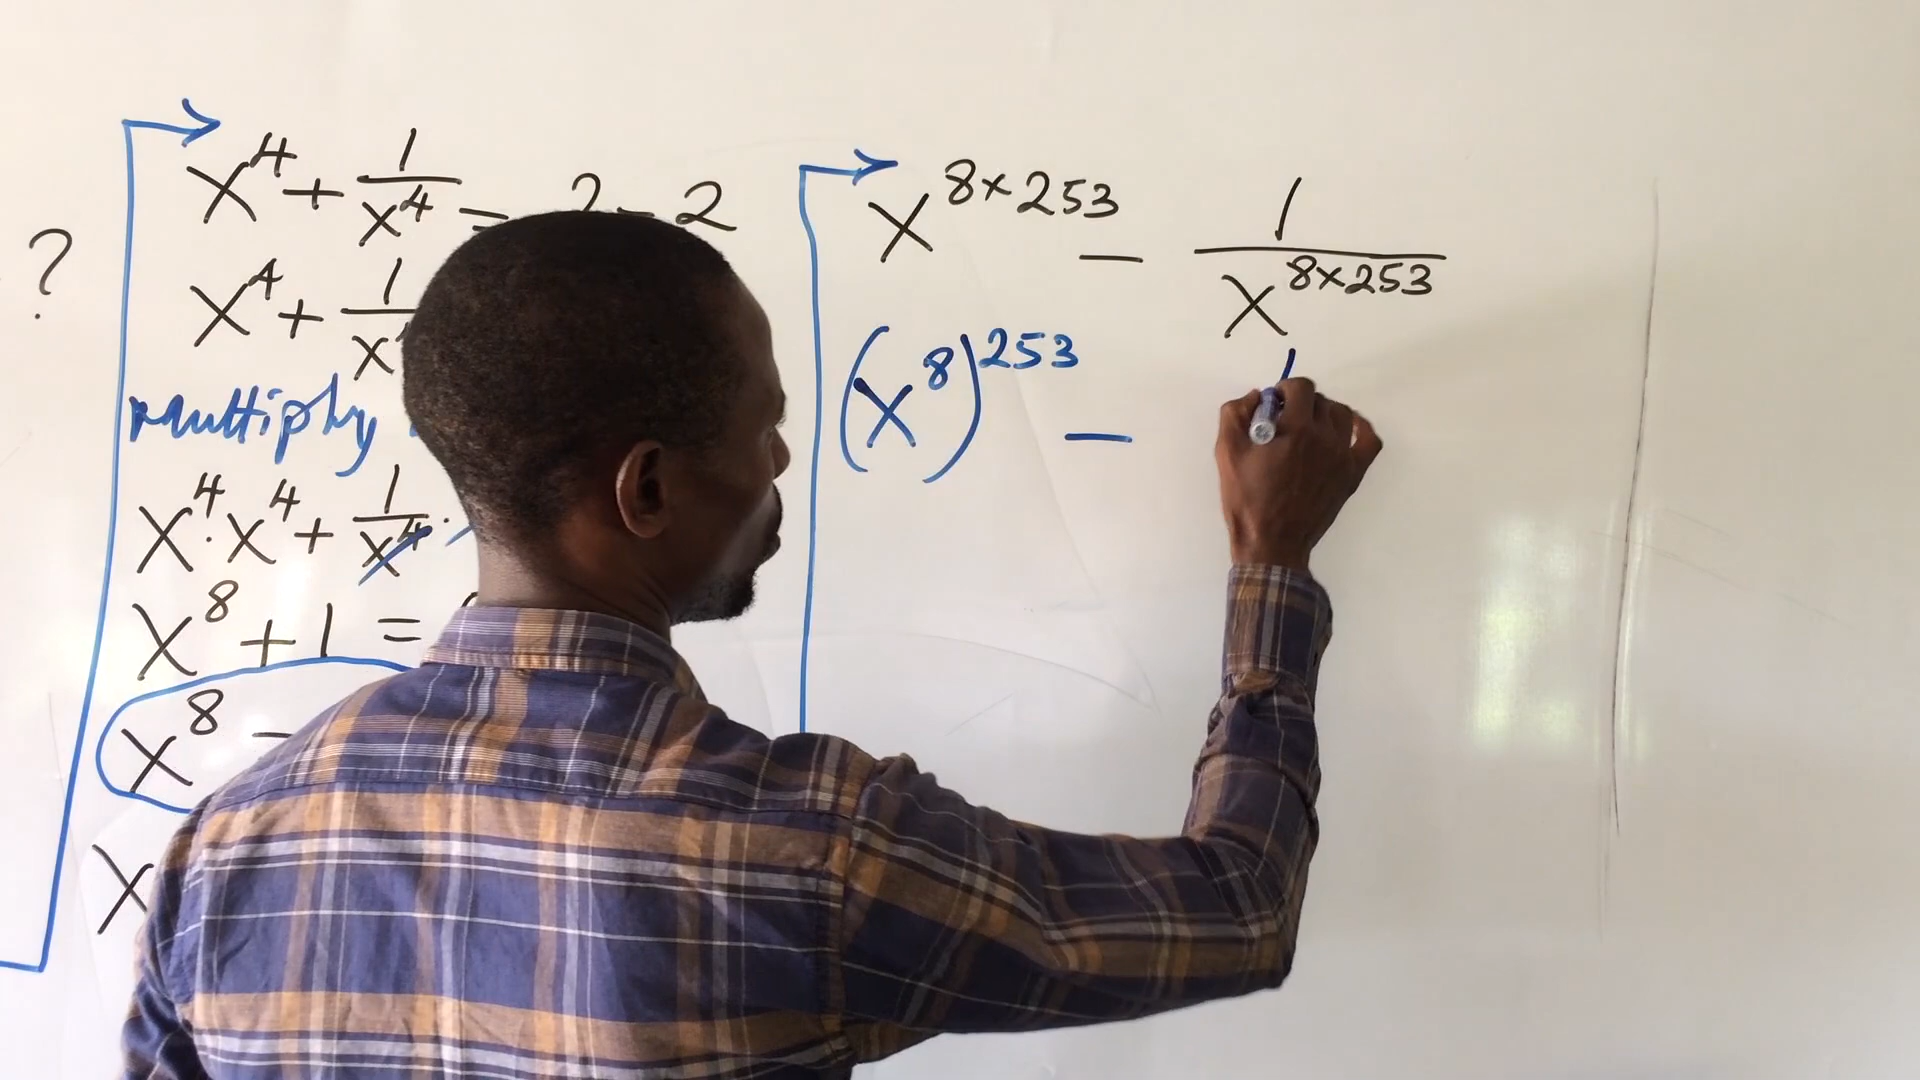 ?
x⁴ + 1/x⁴ = 2 - 2
x⁴ + 1/x
multiply
x⁴·x⁴ + 1/x⁴ ·
x⁸ + 1 =
x⁸ -
x
x^(8×253) - 1/x^(8×253)
(x⁸)^253 -